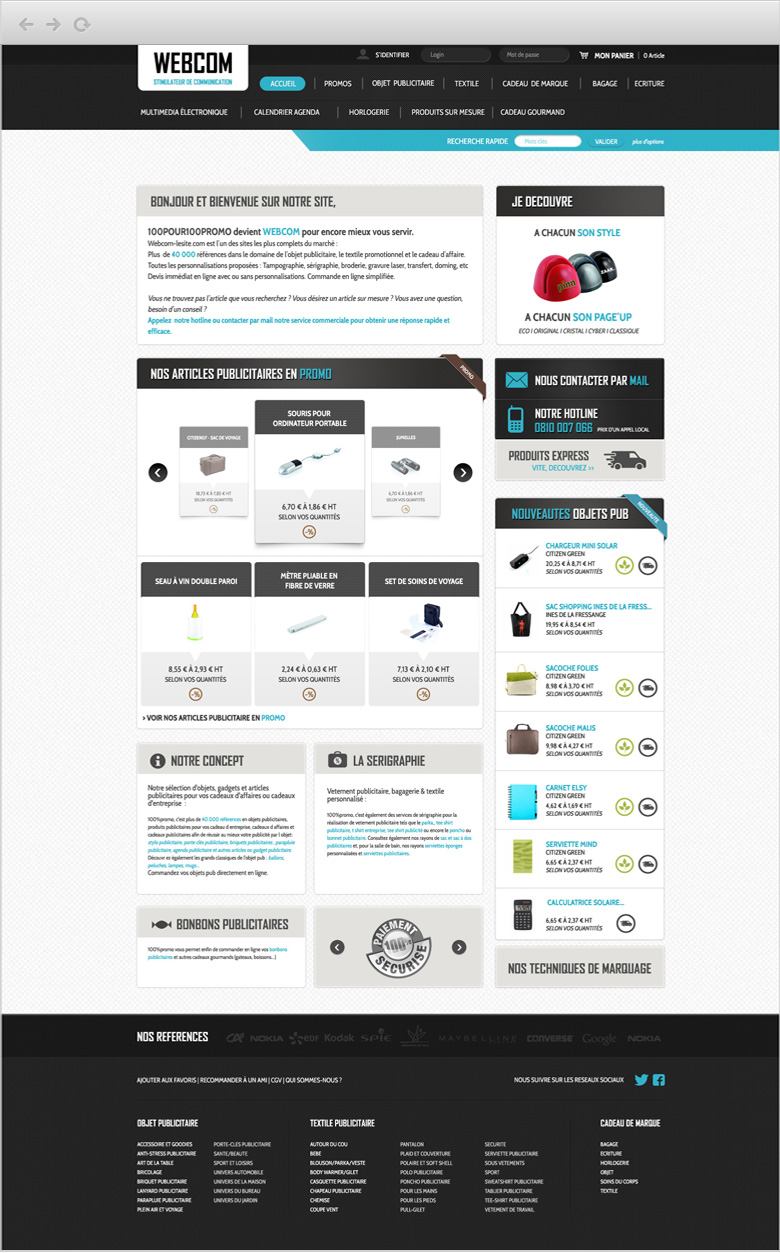 WEBCOM
STIMULATEUR DE COMMUNICATION
S'IDENTIFIER Login Mot de passe MON PANIER | 0 Article
ACCUEIL | PROMOS | OBJET PUBLICITAIRE | TEXTILE | CADEAU DE MARQUE | BAGAGE | ECRITURE
MULTIMEDIA ÉLECTRONIQUE | CALENDRIER AGENDA | HORLOGERIE | PRODUITS SUR MESURE | CADEAU GOURMAND
RECHERCHE RAPIDE Mots clés VALIDER plus d'options
BONJOUR ET BIENVENUE SUR NOTRE SITE,
100POUR100PROMO devient WEBCOM pour encore mieux vous servir.
Webcom-lesite.com est l'un des sites les plus complets du marché :
Plus de 40 000 références dans le domaine de l'objet publicitaire, le textile promotionnel et le cadeau d'affaire.
Toutes les personnalisations proposées : Tampographie, sérigraphie, broderie, gravure laser, transfert, doming, etc
Devis immédiat en ligne avec ou sans personnalisations. Commande en ligne simplifiée.
Vous ne trouvez pas l'article que vous recherchez ? Vous désirez un article sur mesure ? Vous avez une question,
besoin d'un conseil ?
Appelez notre hotline ou contacter par mail notre service commerciale pour obtenir une réponse rapide et
efficace.
JE DECOUVRE
A CHACUN SON STYLE
A CHACUN SON PAGE'UP
ECO I ORIGINAL I CRISTAL I CYBER I CLASSIQUE
NOS ARTICLES PUBLICITAIRES EN PROMO
PROMO
CITIZENKIT - SAC DE VOYAGE
18,73 € À 7,80 € HT
SELON VOS QUANTITÉS
-%
SOURIS POUR
ORDINATEUR PORTABLE
6,70 € À 1,86 € HT
SELON VOS QUANTITÉS
-%
JUMELLES
6,70 € À 1,86 € HT
SELON VOS QUANTITÉS
-%
SEAU À VIN DOUBLE PAROI
8,55 € À 2,93 € HT
SELON VOS QUANTITÉS
-%
MÈTRE PLIABLE EN
FIBRE DE VERRE
2,24 € À 0,63 € HT
SELON VOS QUANTITÉS
-%
SET DE SOINS DE VOYAGE
7,13 € À 2,10 € HT
SELON VOS QUANTITÉS
-%
> VOIR NOS ARTICLES PUBLICITAIRE EN PROMO
NOUS CONTACTER PAR MAIL
NOTRE HOTLINE
0810 007 066 PRIX D'UN APPEL LOCAL
PRODUITS EXPRESS
VITE, DECOUVREZ >>
NOUVEAUTES OBJETS PUB
NOUVEAUTÉ
CHARGEUR MINI SOLAR
CITIZEN GREEN
20,25 € À 8,71 € HT
SELON VOS QUANTITÉS
SAC SHOPPING INES DE LA FRESS...
INES DE LA FRESSANGE
19,95 € À 8,54 € HT
SELON VOS QUANTITÉS
SACOCHE FOLIES
CITIZEN GREEN
8,98 € À 3,70 € HT
SELON VOS QUANTITÉS
SACOCHE MALIS
CITIZEN GREEN
9,98 € À 4,27 € HT
SELON VOS QUANTITÉS
CARNET ELSY
CITIZEN GREEN
4,62 € À 1,69 € HT
SELON VOS QUANTITÉS
SERVIETTE MIND
CITIZEN GREEN
6,65 € À 2,37 € HT
SELON VOS QUANTITÉS
CALCULATRICE SOLAIRE...
6,65 € À 2,37 € HT
SELON VOS QUANTITÉS
NOS TECHNIQUES DE MARQUAGE
NOTRE CONCEPT
Notre sélection d'objets, gadgets et articles
publicitaires pour vos cadeaux d'affaires ou cadeaux
d'entreprise :
100%promo, c'est plus de 40 000 références en objets publicitaires,
produits publicitaires pour vos cadeau d entreprise, cadeaux d affaires et
cadeaux publicitaires afin de réussir au mieux votre publicité par l objet:
stylo publicitaire, porte clés publicitaire, briquets publicitaire , parapluie
publicitaire, agenda publicitaire et autres articles ou gadget publicitaire
Découvr ez également les grands classiques de l'objet pub : ballons,
peluches, lampes, mugs...
Commandez vos objets pub directement en ligne.
LA SERIGRAPHIE
Vetement publicitaire, bagagerie & textile
personnalisé :
100%promo, c'est également des services de sérigraphie pour la
réalisation de vetement publicitaire tels que le parka, tee shirt
publicitaire, t shirt entreprise, tee shirt publicité ou encore le poncho ou
bonnet publicitaire. Consultez également nos rayons de sac et sac à dos
publicitaires et, pour la salle de bain, nos rayons serviettes éponges
personnalisées et serviettes publicitaires.
BONBONS PUBLICITAIRES
100%promo vous permet enfin de commander en ligne vos bonbons
publicitaires et autres cadeaux gourmands (gateaux, boissons...)
PAIEMENT
100%
SECURISE
NOS REFERENCES
CA NOKIA edf Kodak SPIE MAYBELLINE CONVERSE Google NOKIA
AJOUTER AUX FAVORIS | RECOMMANDER À UN AMI | CGV | QUI SOMMES-NOUS ?
NOUS SUIVRE SUR LES RESEAUX SOCIAUX
OBJET PUBLICITAIRE
ACCESSOIRE ET GOODIES
ANTI-STRESS PUBLICITAIRE
ART DE LA TABLE
BRICOLAGE
BRIQUET PUBLICITAIRE
LANYARD PUBLICITAIRE
PARAPLUIE PUBLICITAIRE
PLEIN AIR ET VOYAGE
PORTE-CLES PUBLICITAIRE
SANTE/BEAUTE
SPORT ET LOISIRS
UNIVERS AUTOMOBILE
UNIVERS DE LA MAISON
UNIVERS DU BUREAU
UNIVERS DU JARDIN
TEXTILE PUBLICITAIRE
AUTOUR DU COU
BEBE
BLOUSON/PARKA/VESTE
BODY WARMER/GILET
CASQUETTE PUBLICITAIRE
CHAPEAU PUBLICITAIRE
CHEMISE
COUPE VENT
PANTALON
PLAID ET COUVERTURE
POLAIRE ET SOFT SHELL
POLO PUBLICITAIRE
PONCHO PUBLICITAIRE
POUR LES MAINS
POUR LES PIEDS
PULL-GILET
SECURITE
SERVIETTE PUBLICITAIRE
SOUS VETEMENTS
SPORT
SWEATSHIRT PUBLICITAIRE
TABLIER PUBLICITAIRE
TEE-SHIRT PUBLICITAIRE
VETEMENT DE TRAVAIL
CADEAU DE MARQUE
BAGAGE
ECRITURE
HORLOGERIE
OBJET
SOINS DU CORPS
TEXTILE